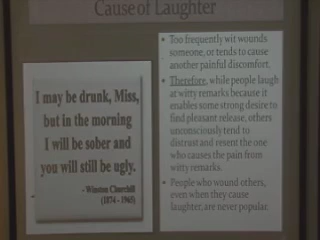 Cause of Laughter
I may be drunk, Miss,
but in the morning
I will be sober and
you will still be ugly.
- Winston Churchill
(1874 - 1965)
• Too frequently wit wounds
someone, or tends to cause
another painful discomfort.
• Therefore, while people laugh
at witty remarks because it
enables some strong desire to
find pleasant release, others
unconsciously tend to
distrust and resent the one
who causes the pain from
witty remarks.
• People who wound others,
even when they cause
laughter, are never popular.